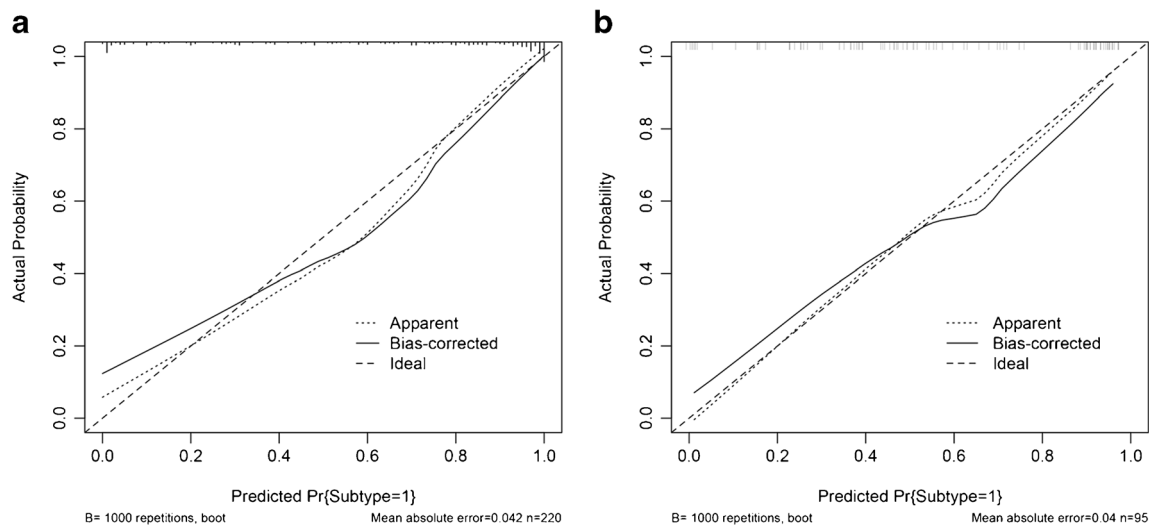 a
1.0
0.8
0.6
0.4
0.2
0.0
Actual Probability
Apparent
Bias-corrected
Ideal
0.0 0.2 0.4 0.6 0.8 1.0
Predicted Pr{Subtype=1}
B= 1000 repetitions, boot Mean absolute error=0.042 n=220
b
1.0
0.8
0.6
0.4
0.2
0.0
Actual Probability
Apparent
Bias-corrected
Ideal
0.0 0.2 0.4 0.6 0.8 1.0
Predicted Pr{Subtype=1}
B= 1000 repetitions, boot Mean absolute error=0.04 n=95